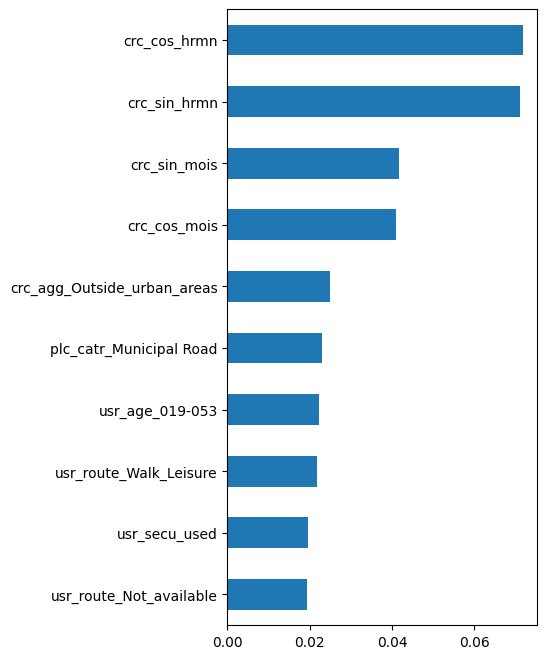 crc_cos_hrmn
crc_sin_hrmn
crc_sin_mois
crc_cos_mois
crc_agg_Outside_urban_areas
plc_catr_Municipal Road
usr_age_019-053
usr_route_Walk_Leisure
usr_secu_used
usr_route_Not_available
0.00 0.02 0.04 0.06